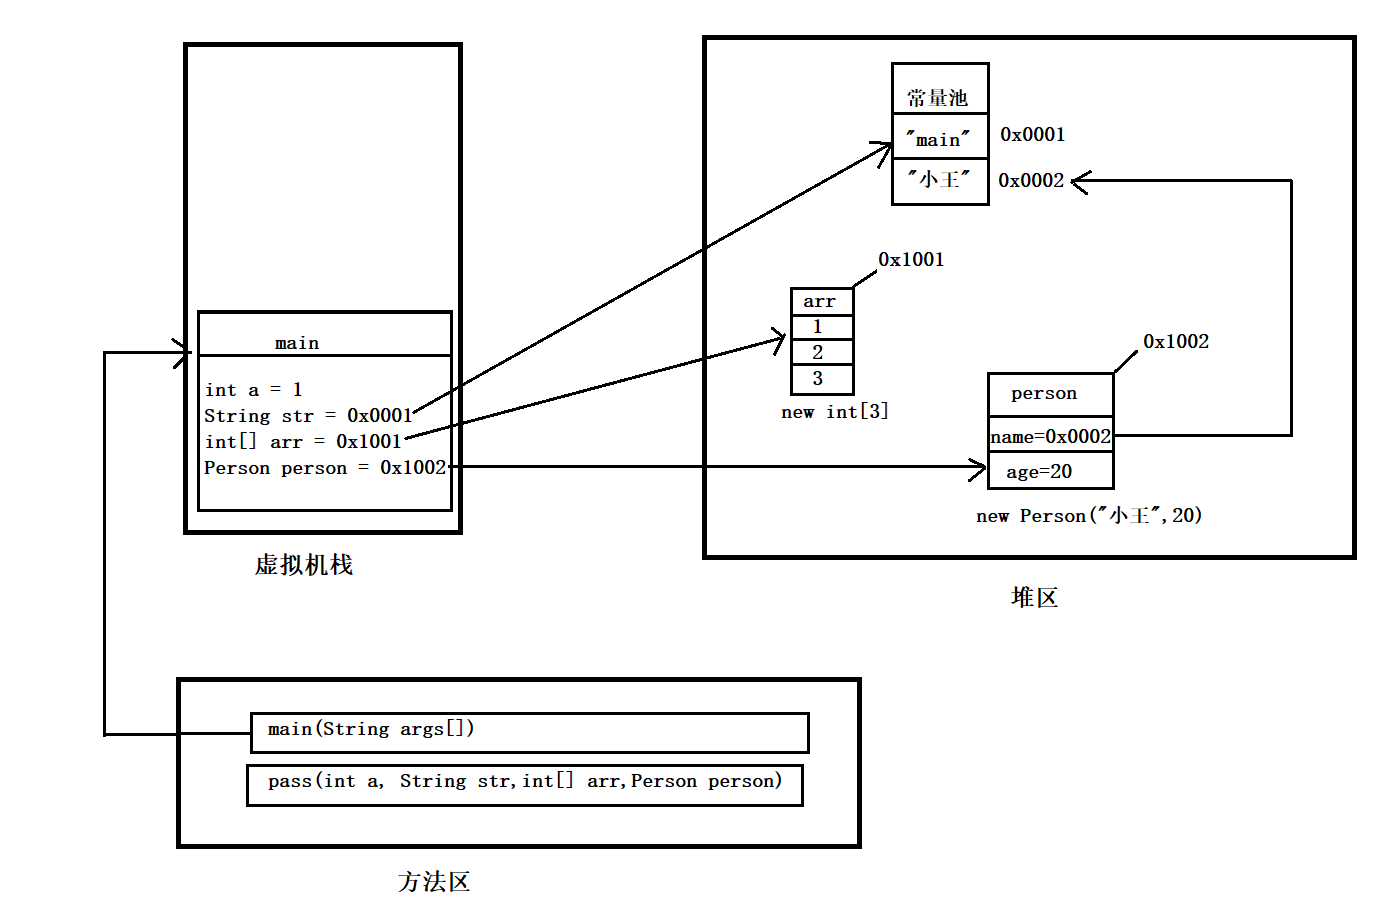 main
int a = 1
String str = 0x0001
int[] arr = 0x1001
Person person = 0x1002
虚拟机栈
常量池
"main"
0x0001
"小王"
0x0002
0x1001
arr
1
2
3
new int[3]
0x1002
person
name=0x0002
age=20
new Person("小王",20)
堆区
main(String args[])
pass(int a, String str,int[] arr,Person person)
方法区